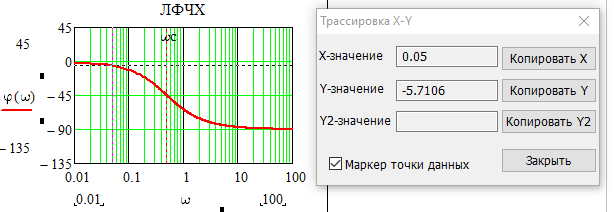 ЛФЧХ
ωc
45
0
−45
−90
−135
45
φ(ω)
−135
0.01 0.1 1 10 100
0.01 ω 100
Трассировка X-Y
X-значение 0.05 Копировать X
Y-значение -5.7106 Копировать Y
Y2-значение Копировать Y2
Маркер точки данных Закрыть